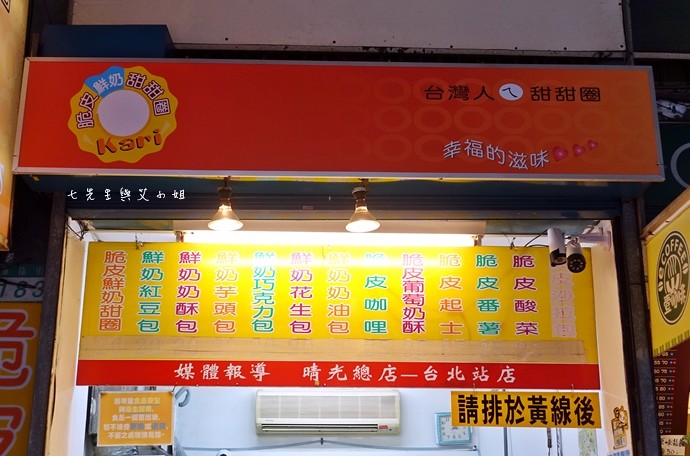 脆皮鮮奶甜甜圈
Kari
台灣人ㄟ甜甜圈
幸福的滋味
七先生與艾小姐
脆皮鮮奶甜甜圈
鮮奶紅豆包
鮮奶奶酥包
鮮奶芋頭包
鮮奶巧克力包
鮮奶花生包
鮮奶奶油包
脆皮咖哩
脆皮葡萄奶酥
脆皮起士
脆皮番薯
脆皮酸菜
媒體報導 晴光總店—台北站店
請排於黃線後
COFFEE